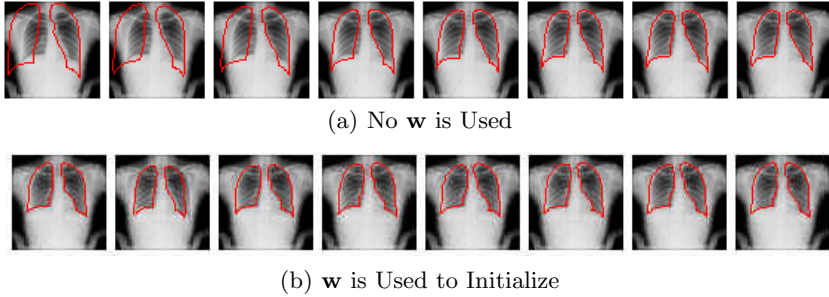 (a) No w is Used
(b) w is Used to Initialize